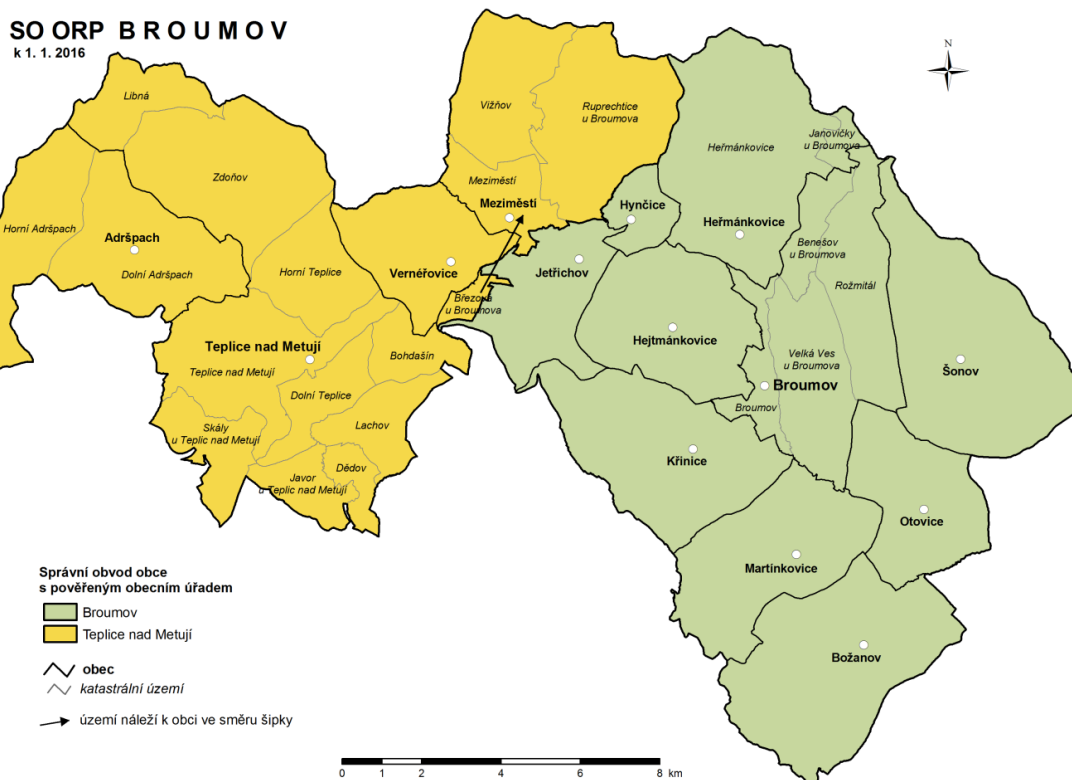 SO ORP B R O U M O V
k 1. 1. 2016
N
Libná
Zdoňov
Horní Adršpach
Adršpach
Dolní Adršpach
Horní Teplice
Teplice nad Metují
Teplice nad Metují
Dolní Teplice
Bohdašín
Skály
u Teplic nad Metují
Lachov
Javor
u Teplic nad Metují
Dědov
Vižňov
Ruprechtice
u Broumova
Meziměstí
Meziměstí
Vernéřovice
Březová
u Broumova
Heřmánkovice
Janovičky
u Broumova
Hynčice
Heřmánkovice
Benešov
u Broumova
Jetřichov
Rožmitál
Hejtmánkovice
Velká Ves
u Broumova
Broumov
Broumov
Šonov
Křinice
Otovice
Martínkovice
Božanov
Správní obvod obce
s pověřeným obecním úřadem
Broumov
Teplice nad Metují
obec
katastrální území
území náleží k obci ve směru šipky
0 1 2 4 6 8 km